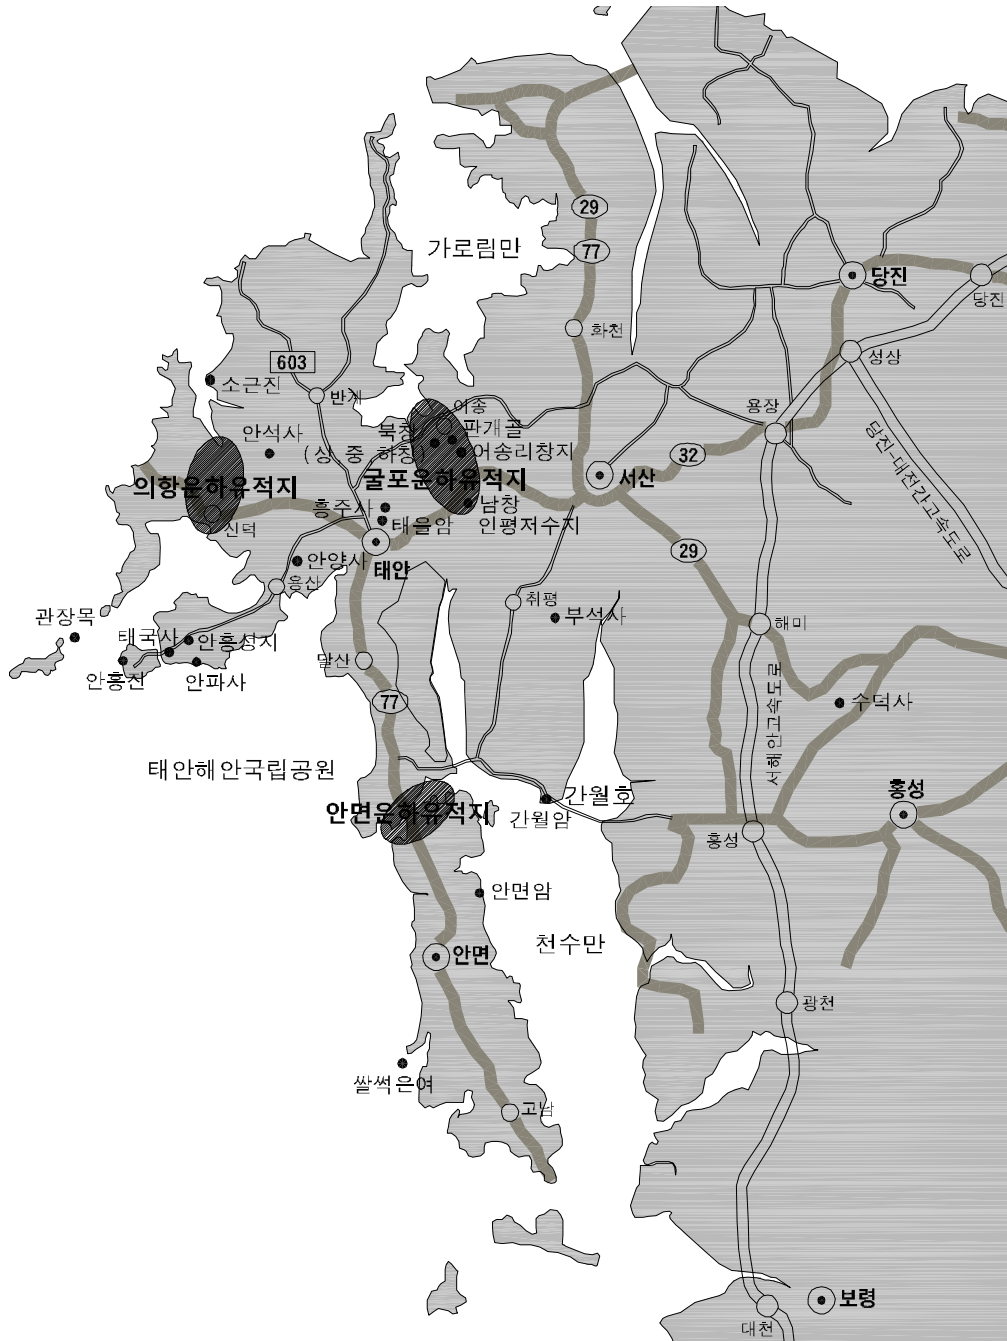 29
가로림만
77
당진
당진
화천
성상
603
소근진
반계
어송
용장
안석사
북창
판개골
(상 중 하창)
어송리창지
32
당진-대전간고속도로
의항운하유적지
굴포운하유적지
서산
흥주사
남창
신덕
태을암
인평저수지
태안
29
안양사
용산
취평
관장목
부석사
해미
태국사
안흥성지
달산
안흥진
안파사
77
수덕사
서해안고속도로
태안해안국립공원
간월호
홍성
안면운하유적지
간월암
홍성
안면암
천수만
안면
광천
쌀썩은여
고남
보령
대천